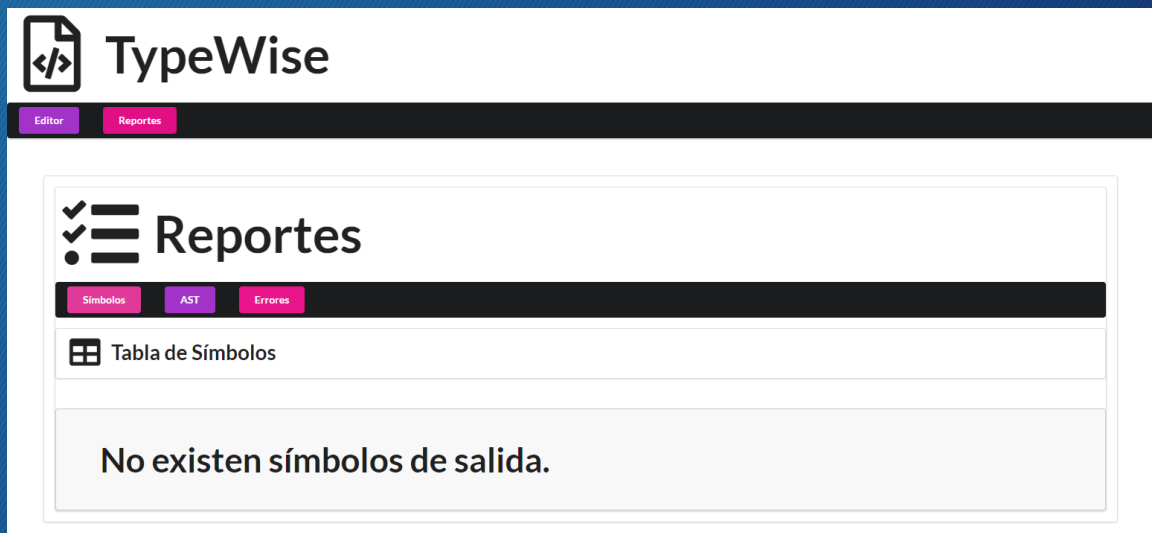 TypeWise
Editor Reportes
Reportes
Símbolos AST Errores
Tabla de Símbolos
No existen símbolos de salida.